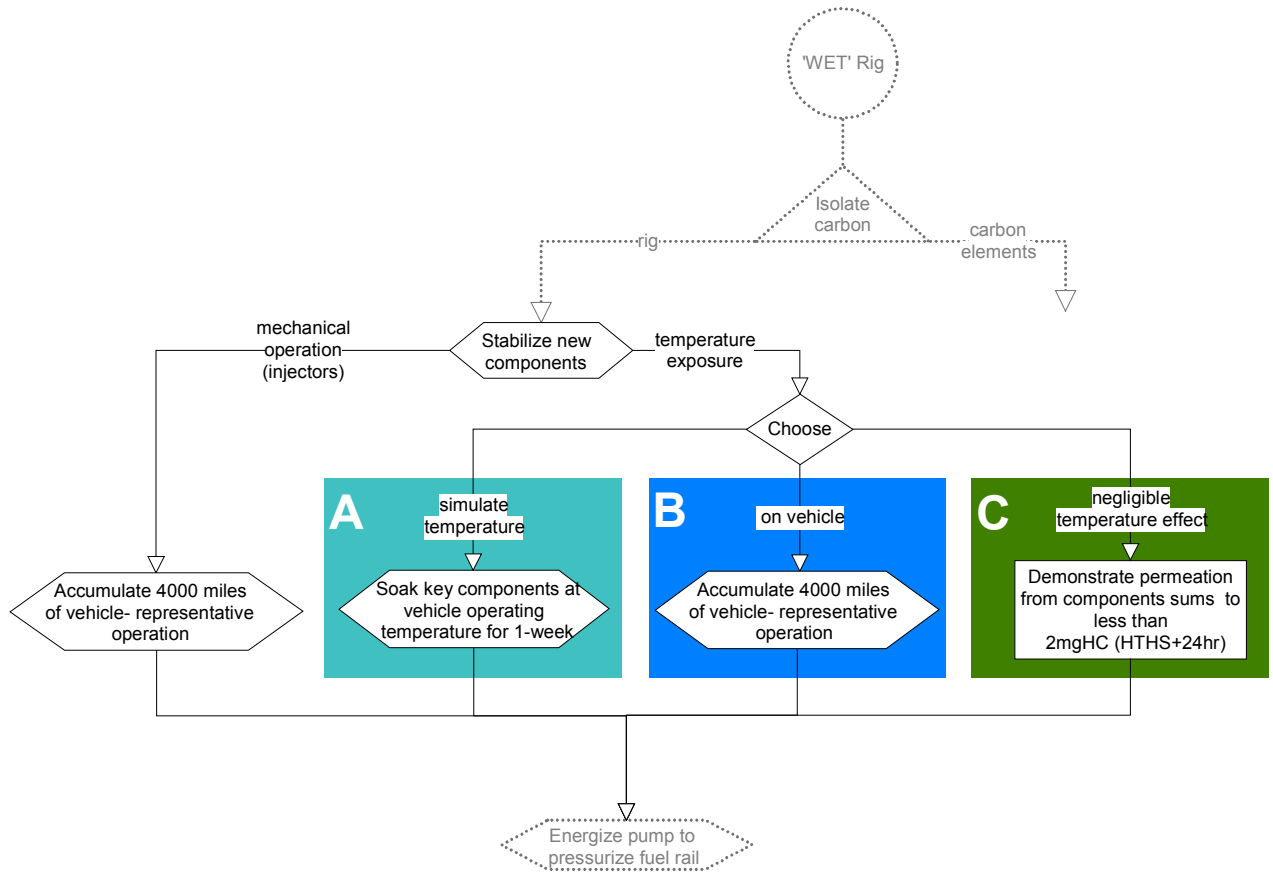 'WET' Rig
Isolate
carbon
rig
carbon
elements
mechanical
operation
(injectors)
Stabilize new
components
temperature
exposure
Choose
A
simulate
temperature
B
on vehicle
C
negligible
temperature effect
Accumulate 4000 miles
of vehicle- representative
operation
Soak key components at
vehicle operating
temperature for 1-week
Accumulate 4000 miles
of vehicle- representative
operation
Demonstrate permeation
from components sums to
less than
2mgHC (HTHS+24hr)
Energize pump to
pressurize fuel rail